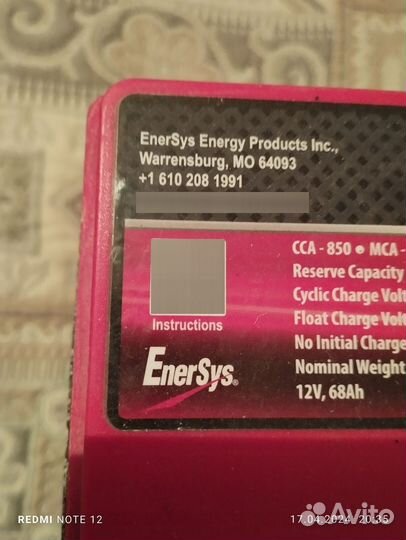 EnerSys Energy Products Inc.,
Warrensburg, MO 64093
+1 610 208 1991
CCA - 850 • MCA -
Reserve Capacity
Cyclic Charge Volt
Float Charge Volt
No Initial Charge
Nominal Weight
12V, 68Ah
Instructions
EnerSys®
REDMI NOTE 12
17.04.2024 20:35
Avito